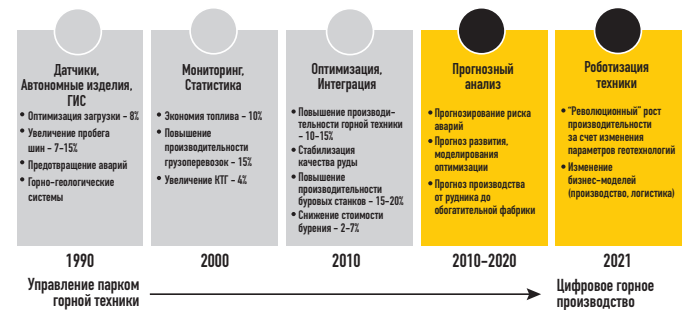 Датчики,
Автономные изделия,
ГИС
• Оптимизация загрузки – 8%
• Увеличение пробега
шин – 7–15%
• Предотвращение аварий
• Горно-геологические
системы
1990
Мониторинг,
Статистика
• Экономия топлива – 10%
• Повышение
производительности
грузоперевозок – 15%
• Увеличение КТГ – 4%
2000
Оптимизация,
Интеграция
• Повышение производи-
тельности горной техники
– 10–15%
• Стабилизация
качества руды
• Повышение
производительности
буровых станков – 15-20%
• Снижение стоимости
бурения – 2–7%
2010
Прогнозный
анализ
• Прогнозирование риска
аварий
• Прогноз развития,
моделирования
оптимизации
• Прогноз производства
от рудника до
обогатительной фабрики
2010–2020
Роботизация
техники
• “Революционный” рост
производительности
за счет изменения
параметров геотехнологий
• Изменение
бизнес-моделей
(производство, логистика)
2021
Управление парком
горной техники
Цифровое горное
производство